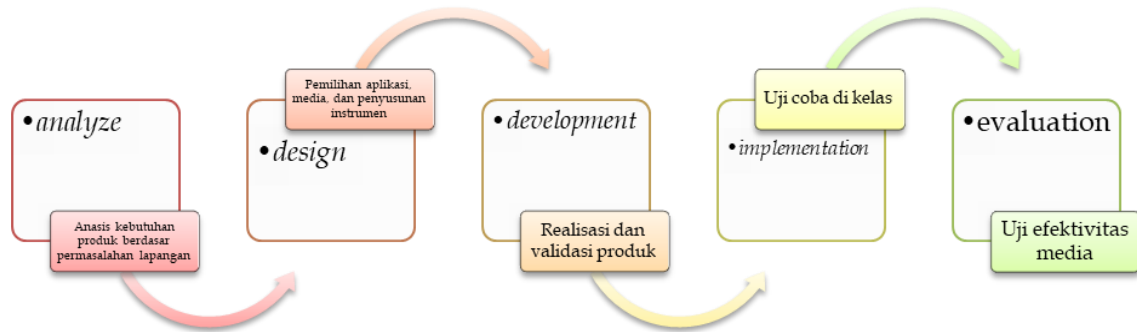 •analyze
Anasis kebutuhan
produk berdasar
permasalahan lapangan
Pemilihan aplikasi,
media, dan penyusunan
instrumen
•design
•development
Realisasi dan
validasi produk
Uji coba di kelas
•implementation
•evaluation
Uji efektivitas
media